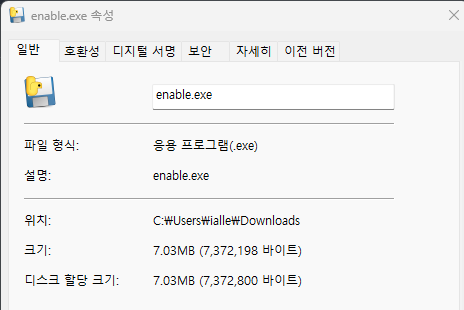 enable.exe 속성
일반 호환성 디지털 서명 보안 자세히 이전 버전
enable.exe
파일 형식: 응용 프로그램(.exe)
설명: enable.exe
위치: C:₩Users₩ialle₩Downloads
크기: 7.03MB (7,372,198 바이트)
디스크 할당 크기: 7.03MB (7,372,800 바이트)